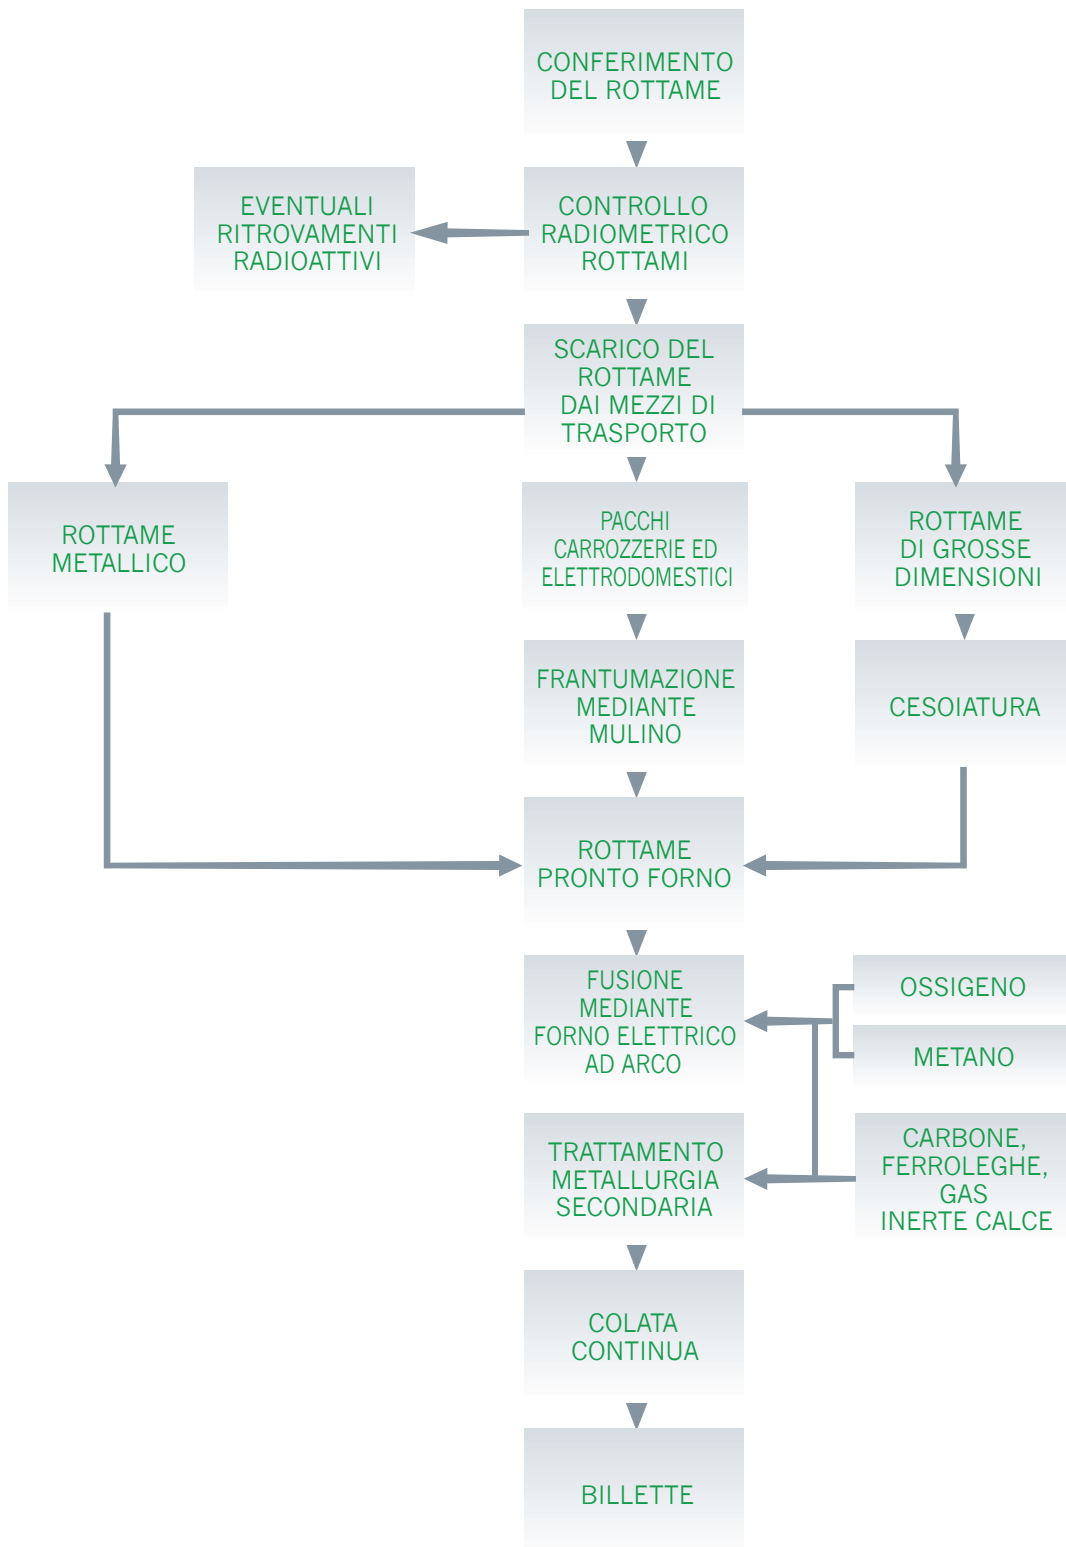 CONFERIMENTO
DEL ROTTAME
EVENTUALI
RITROVAMENTI
RADIOATTIVI
CONTROLLO
RADIOMETRICO
ROTTAMI
SCARICO DEL
ROTTAME
DAI MEZZI DI
TRASPORTO
ROTTAME
METALLICO
PACCHI
CARROZZERIE ED
ELETTRODOMESTICI
ROTTAME
DI GROSSE
DIMENSIONI
FRANTUMAZIONE
MEDIANTE
MULINO
CESOIATURA
ROTTAME
PRONTO FORNO
FUSIONE
MEDIANTE
FORNO ELETTRICO
AD ARCO
OSSIGENO
METANO
TRATTAMENTO
METALLURGIA
SECONDARIA
CARBONE,
FERROLEGHE,
GAS
INERTE CALCE
COLATA
CONTINUA
BILLETTE